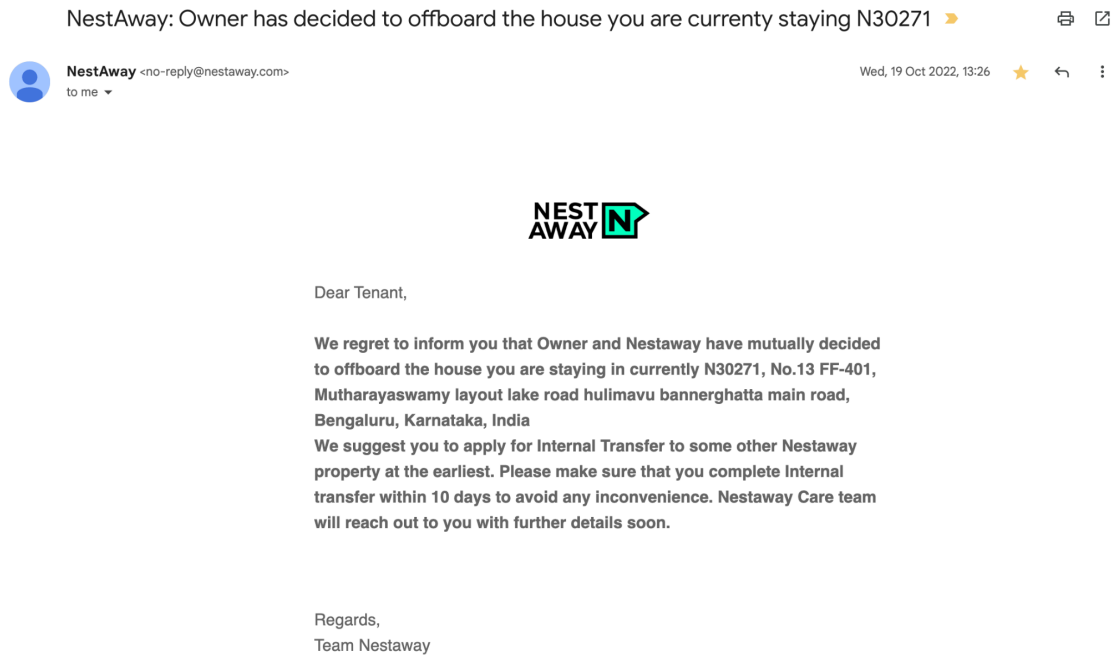 NestAway: Owner has decided to offboard the house you are currenty staying N30271
NestAway <no-reply@nestaway.com>
Wed, 19 Oct 2022, 13:26
to me
NEST
AWAY N
Dear Tenant,
We regret to inform you that Owner and Nestaway have mutually decided
to offboard the house you are staying in currently N30271, No.13 FF-401,
Mutharayaswamy layout lake road hulimavu bannerghatta main road,
Bengaluru, Karnataka, India
We suggest you to apply for Internal Transfer to some other Nestaway
property at the earliest. Please make sure that you complete Internal
transfer within 10 days to avoid any inconvenience. Nestaway Care team
will reach out to you with further details soon.
Regards,
Team Nestaway